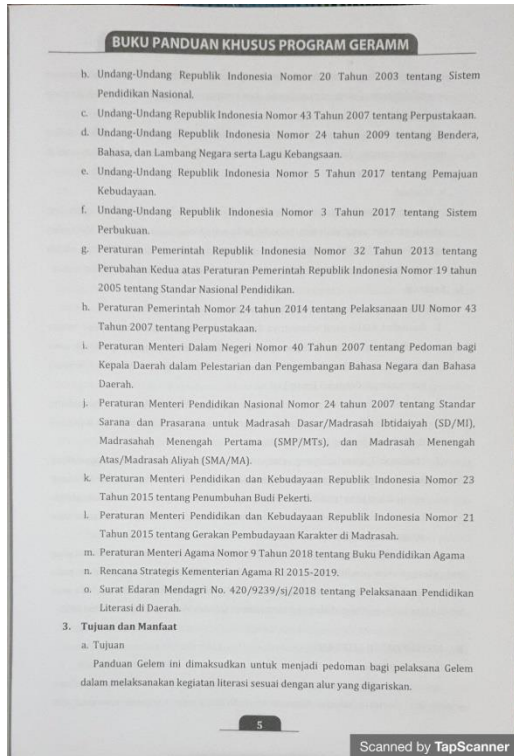 BUKU PANDUAN KHUSUS PROGRAM GERAMM
b. Undang-Undang Republik Indonesia Nomor 20 Tahun 2003 tentang Sistem
Pendidikan Nasional.
c. Undang-Undang Republik Indonesia Nomor 43 Tahun 2007 tentang Perpustakaan.
d. Undang-Undang Republik Indonesia Nomor 24 tahun 2009 tentang Bendera,
Bahasa, dan Lambang Negara serta Lagu Kebangsaan.
e. Undang-Undang Republik Indonesia Nomor 5 Tahun 2017 tentang Pemajuan
Kebudayaan.
f. Undang-Undang Republik Indonesia Nomor 3 Tahun 2017 tentang Sistem
Perbukuan.
g. Peraturan Pemerintah Republik Indonesia Nomor 32 Tahun 2013 tentang
Perubahan Kedua atas Peraturan Pemerintah Republik Indonesia Nomor 19 tahun
2005 tentang Standar Nasional Pendidikan.
h. Peraturan Pemerintah Nomor 24 tahun 2014 tentang Pelaksanaan UU Nomor 43
Tahun 2007 tentang Perpustakaan.
i. Peraturan Menteri Dalam Negeri Nomor 40 Tahun 2007 tentang Pedoman bagi
Kepala Daerah dalam Pelestarian dan Pengembangan Bahasa Negara dan Bahasa
Daerah.
j. Peraturan Menteri Pendidikan Nasional Nomor 24 tahun 2007 tentang Standar
Sarana dan Prasarana untuk Madrasah Dasar/Madrasah Ibtidaiyah (SD/MI),
Madrasahah Menengah Pertama (SMP/MTs), dan Madrasah Menengah
Atas/Madrasah Aliyah (SMA/MA).
k. Peraturan Menteri Pendidikan dan Kebudayaan Republik Indonesia Nomor 23
Tahun 2015 tentang Penumbuhan Budi Pekerti.
l. Peraturan Menteri Pendidikan dan Kebudayaan Republik Indonesia Nomor 21
Tahun 2015 tentang Gerakan Pembudayaan Karakter di Madrasah.
m. Peraturan Menteri Agama Nomor 9 Tahun 2018 tentang Buku Pendidikan Agama
n. Rencana Strategis Kementerian Agama RI 2015-2019.
o. Surat Edaran Mendagri No. 420/9239/sj/2018 tentang Pelaksanaan Pendidikan
Literasi di Daerah.
3. Tujuan dan Manfaat
a. Tujuan
Panduan Gelem ini dimaksudkan untuk menjadi pedoman bagi pelaksana Gelem
dalam melaksanakan kegiatan literasi sesuai dengan alur yang digariskan.
5
Scanned by TapScanner